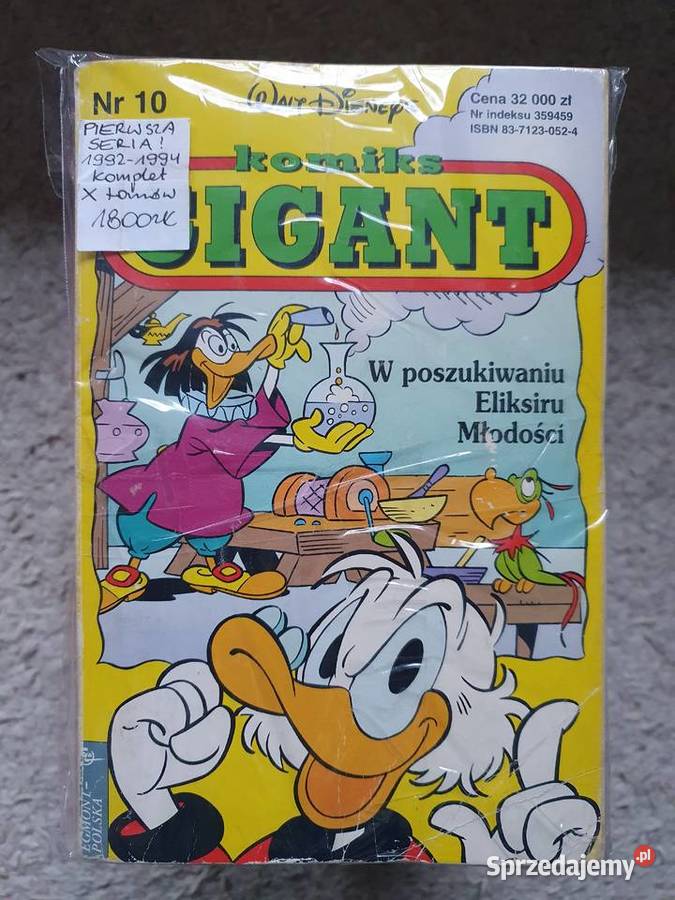 Nr 10
WALT DISNEY
Cena 32 000 zł
Nr indeksu 359459
ISBN 83-7123-052-4
PIERWSZA
SERIA!
1992-1994
komplet
X tomów
1800zł
komiks
GIGANT
W poszukiwaniu
Eliksiru
Młodości
EGMONT-
POLSKA
Sprzedajemy.pl